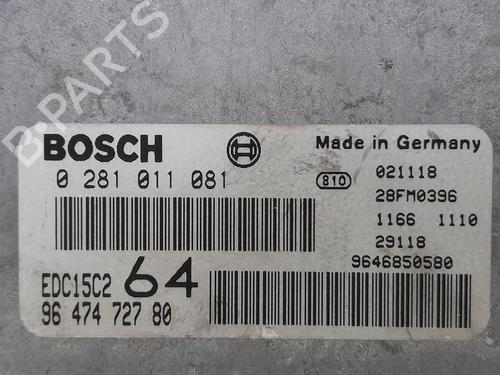 B-PARTS
BOSCH
Made in Germany
0 281 011 081
810
021118
28FM0396
1166 1110
29118
9646850580
EDC15C2 64
96 474 727 80